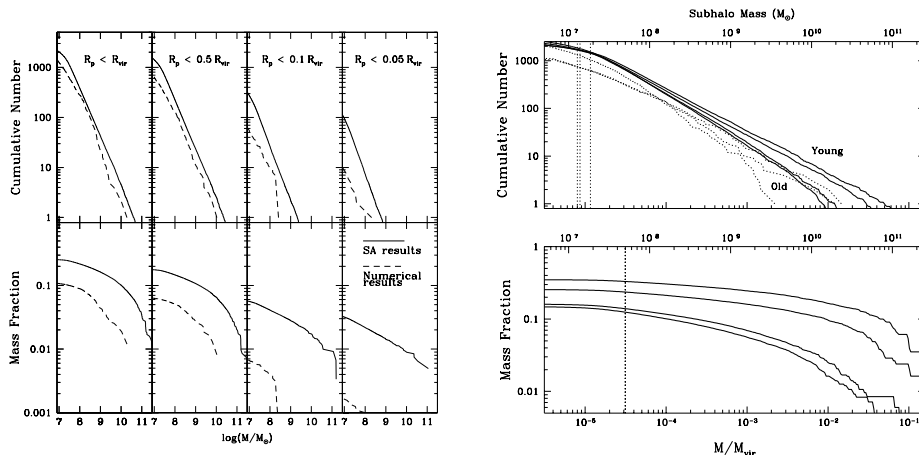 R_p < R_vir
R_p < 0.5 R_vir
R_p < 0.1 R_vir
R_p < 0.05 R_vir
Cumulative Number
1000
100
10
1
SA results
Numerical results
Mass Fraction
0.1
0.01
0.001
7 8 9 10 11 7 8 9 10 11 7 8 9 10 11 7 8 9 10 11
log(M/M⊙)
Subhalo Mass (M⊙)
10^7 10^8 10^9 10^10 10^11
Cumulative Number
1000
100
10
1
Young
Old
10^7 10^8 10^9 10^10 10^11
Mass Fraction
1
0.1
0.01
10^-5 10^-4 10^-3 10^-2 10^-1
M/M_vir